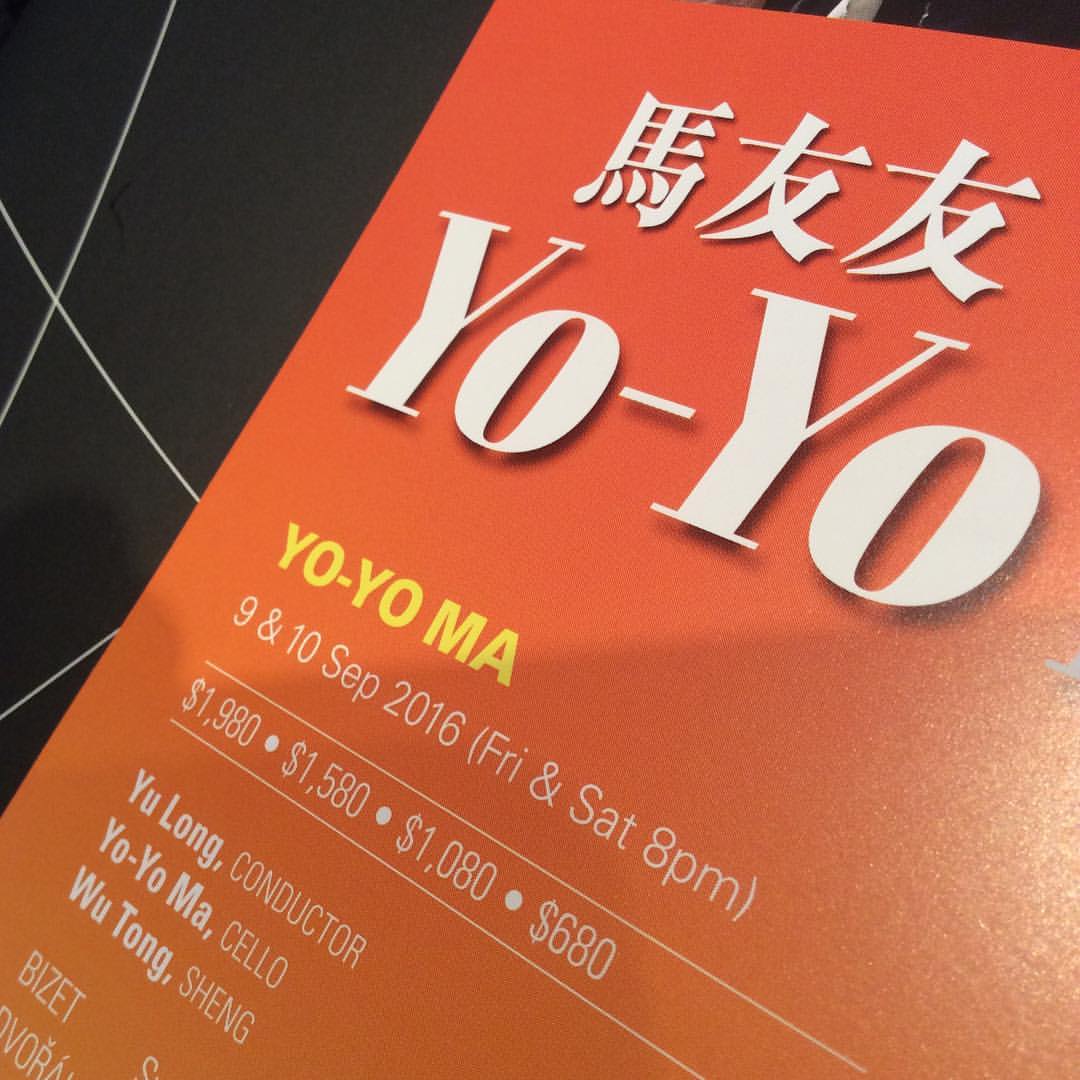 馬友友
Yo-Yo
YO-YO MA
9 & 10 Sep 2016 (Fri & Sat 8pm)
$1,980 • $1,580 • $1,080 • $680
Yu Long, CONDUCTOR
Yo-Yo Ma, CELLO
Wu Tong, SHENG
BIZET